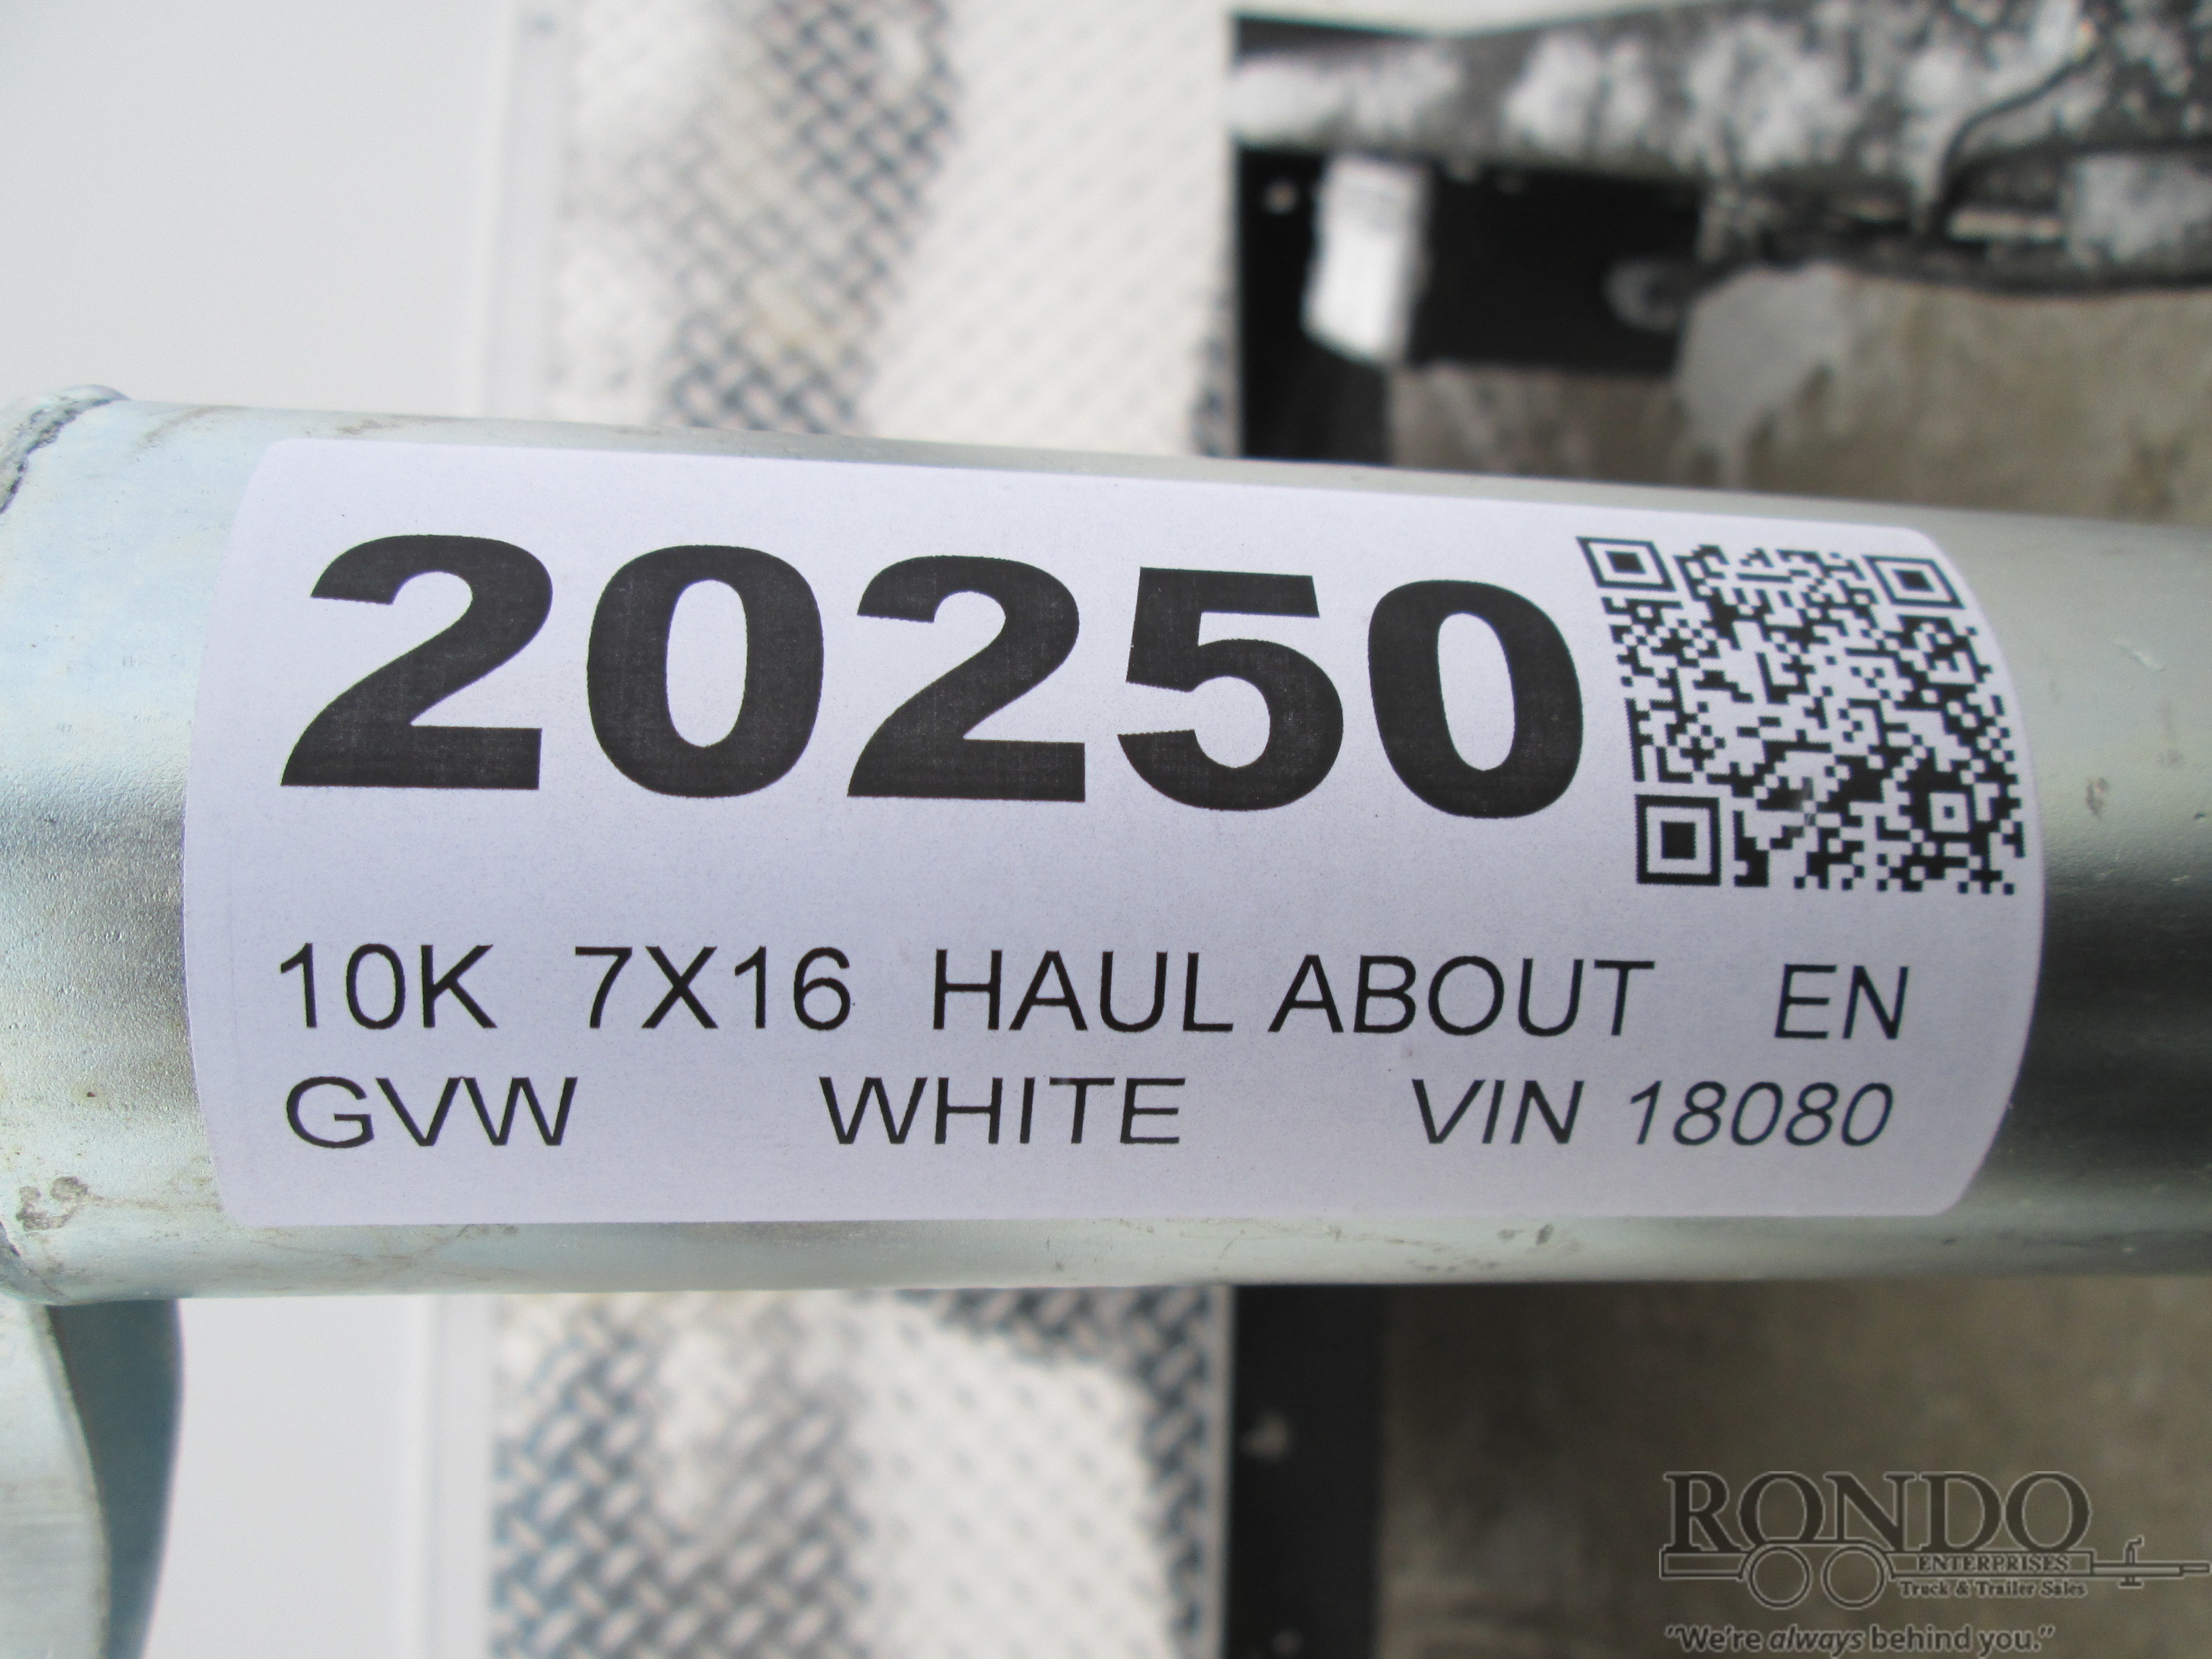 20250
10K 7X16 HAUL ABOUT EN
GVW WHITE VIN 18080
RONDO
ENTERPRISES
Truck & Trailer Sales
"We're always behind you."